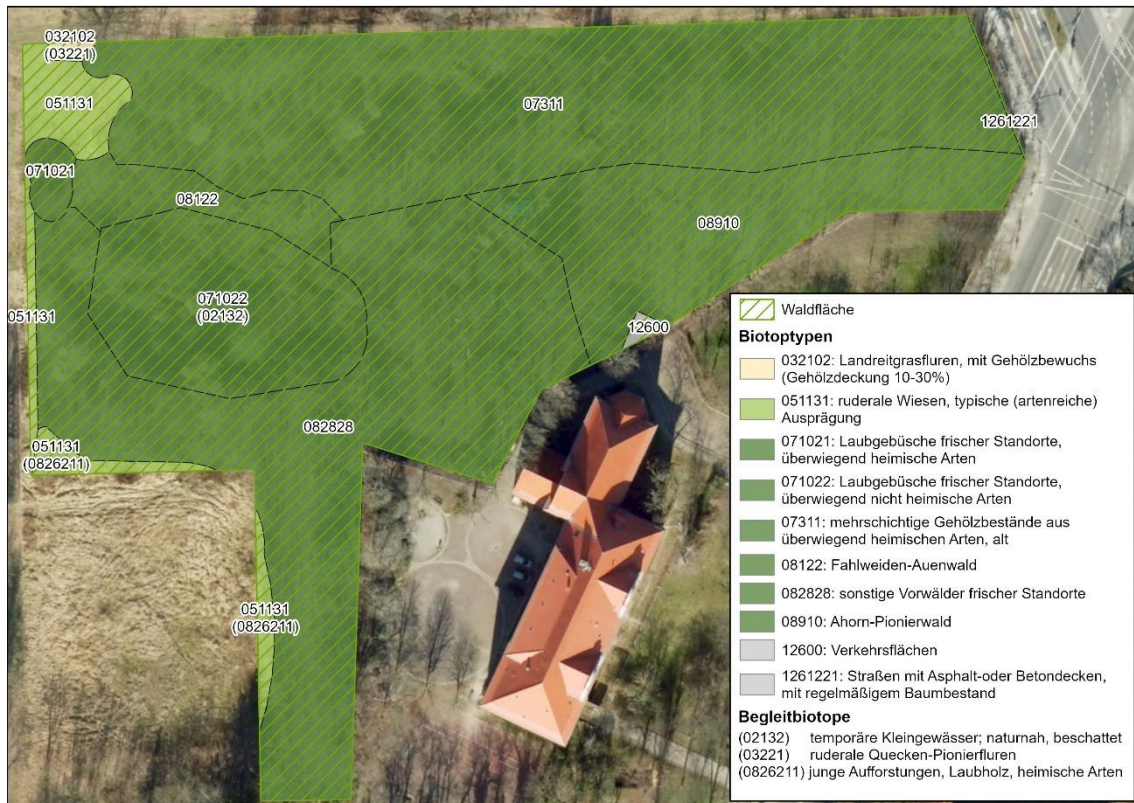 032102
(03221)
051131
07311
1261221
071021
08122
08910
071022
(02132)
051131
12600
082828
051131
(0826211)
051131
(0826211)
Waldfläche
Biotoptypen
032102: Landreitgrasfluren, mit Gehölzbewuchs
(Gehölzdeckung 10-30%)
051131: ruderale Wiesen, typische (artenreiche)
Ausprägung
071021: Laubgebüsche frischer Standorte,
überwiegend heimische Arten
071022: Laubgebüsche frischer Standorte,
überwiegend nicht heimische Arten
07311: mehrschichtige Gehölzbestände aus
überwiegend heimischen Arten, alt
08122: Fahlweiden-Auenwald
082828: sonstige Vorwälder frischer Standorte
08910: Ahorn-Pionierwald
12600: Verkehrsflächen
1261221: Straßen mit Asphalt-oder Betondecken,
mit regelmäßigem Baumbestand
Begleitbiotope
(02132) temporäre Kleingewässer; naturnah, beschattet
(03221) ruderale Quecken-Pionierfluren
(0826211) junge Aufforstungen, Laubholz, heimische Arten